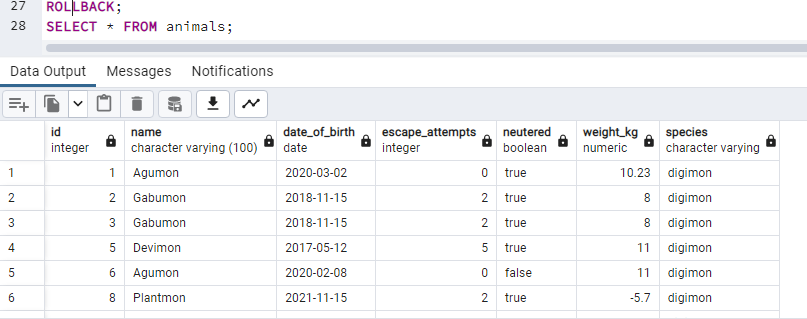 27 ROLLBACK;
28 SELECT * FROM animals;
Data Output Messages Notifications
id name date_of_birth escape_attempts neutered weight_kg species
integer character varying (100) date integer boolean numeric character varying
1 1 Agumon 2020-03-02 0 true 10.23 digimon
2 2 Gabumon 2018-11-15 2 true 8 digimon
3 3 Gabumon 2018-11-15 2 true 8 digimon
4 5 Devimon 2017-05-12 5 true 11 digimon
5 6 Agumon 2020-02-08 0 false 11 digimon
6 8 Plantmon 2021-11-15 2 true -5.7 digimon